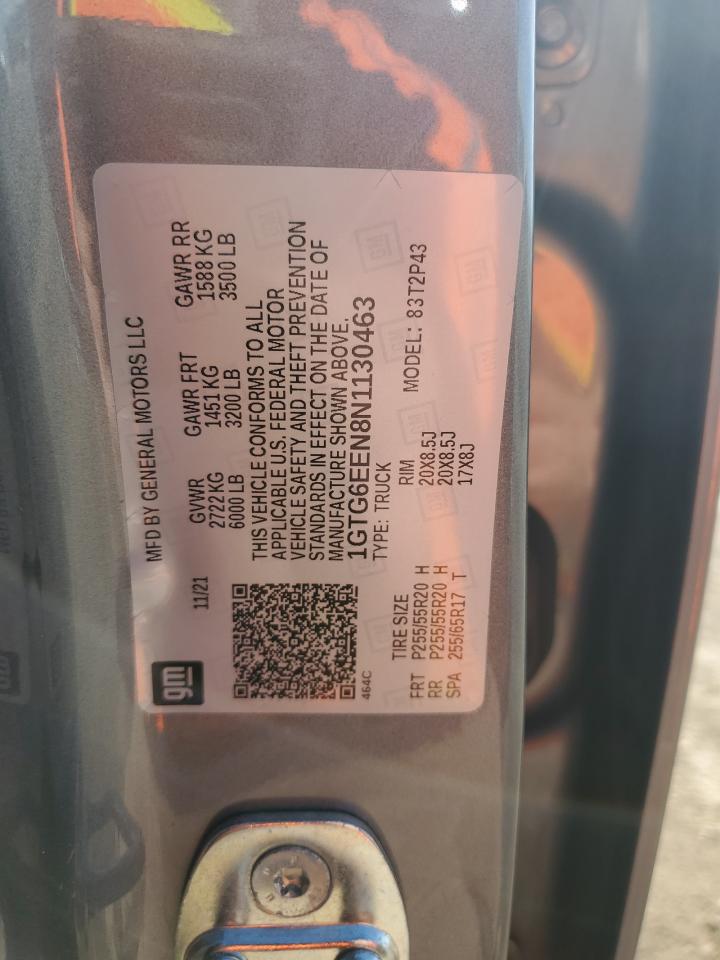 gm
11/21
MFD BY GENERAL MOTORS LLC
GVWR GAWR FRT GAWR RR
2722 KG 1451 KG 1588 KG
6000 LB 3200 LB 3500 LB
THIS VEHICLE CONFORMS TO ALL
APPLICABLE U.S. FEDERAL MOTOR
VEHICLE SAFETY AND THEFT PREVENTION
STANDARDS IN EFFECT ON THE DATE OF
MANUFACTURE SHOWN ABOVE.
1GTG6EEN8N1130463
464C
TYPE: TRUCK MODEL: 83T2P43
TIRE SIZE RIM
FRT P255/55R20 H 20X8.5J
RR P255/55R20 H 20X8.5J
SPA 255/65R17 T 17X8J